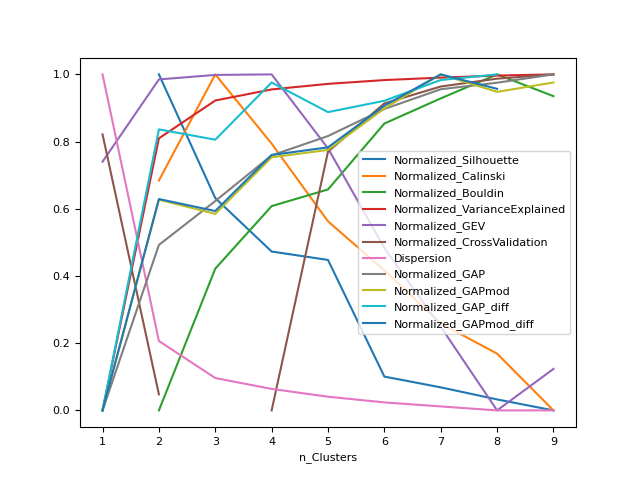 1.0
0.8
0.6
0.4
0.2
0.0
Normalized_Silhouette
Normalized_Calinski
Normalized_Bouldin
Normalized_VarianceExplained
Normalized_GEV
Normalized_CrossValidation
Dispersion
Normalized_GAP
Normalized_GAPmod
Normalized_GAP_diff
Normalized_GAPmod_diff
1 2 3 4 5 6 7 8 9
n_Clusters